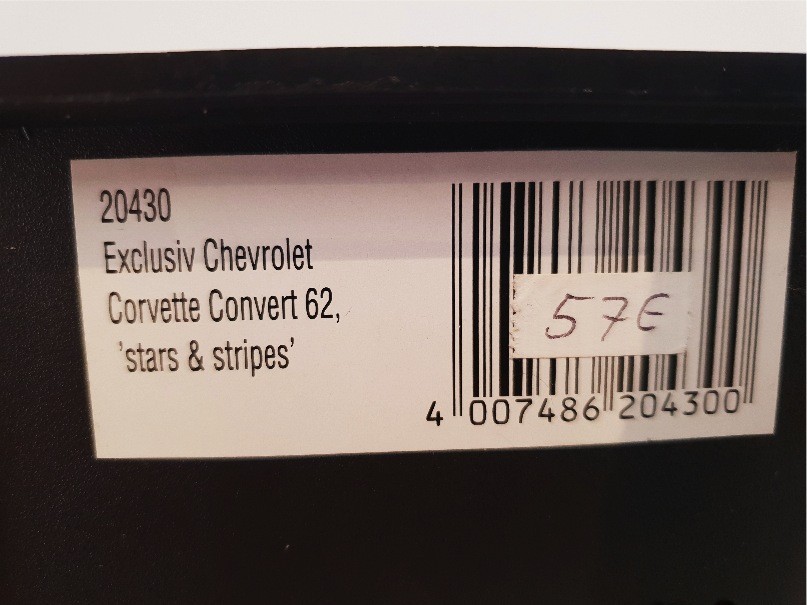 20430
Exclusiv Chevrolet
Corvette Convert 62,
'stars & stripes'
57€
4 007486 204300